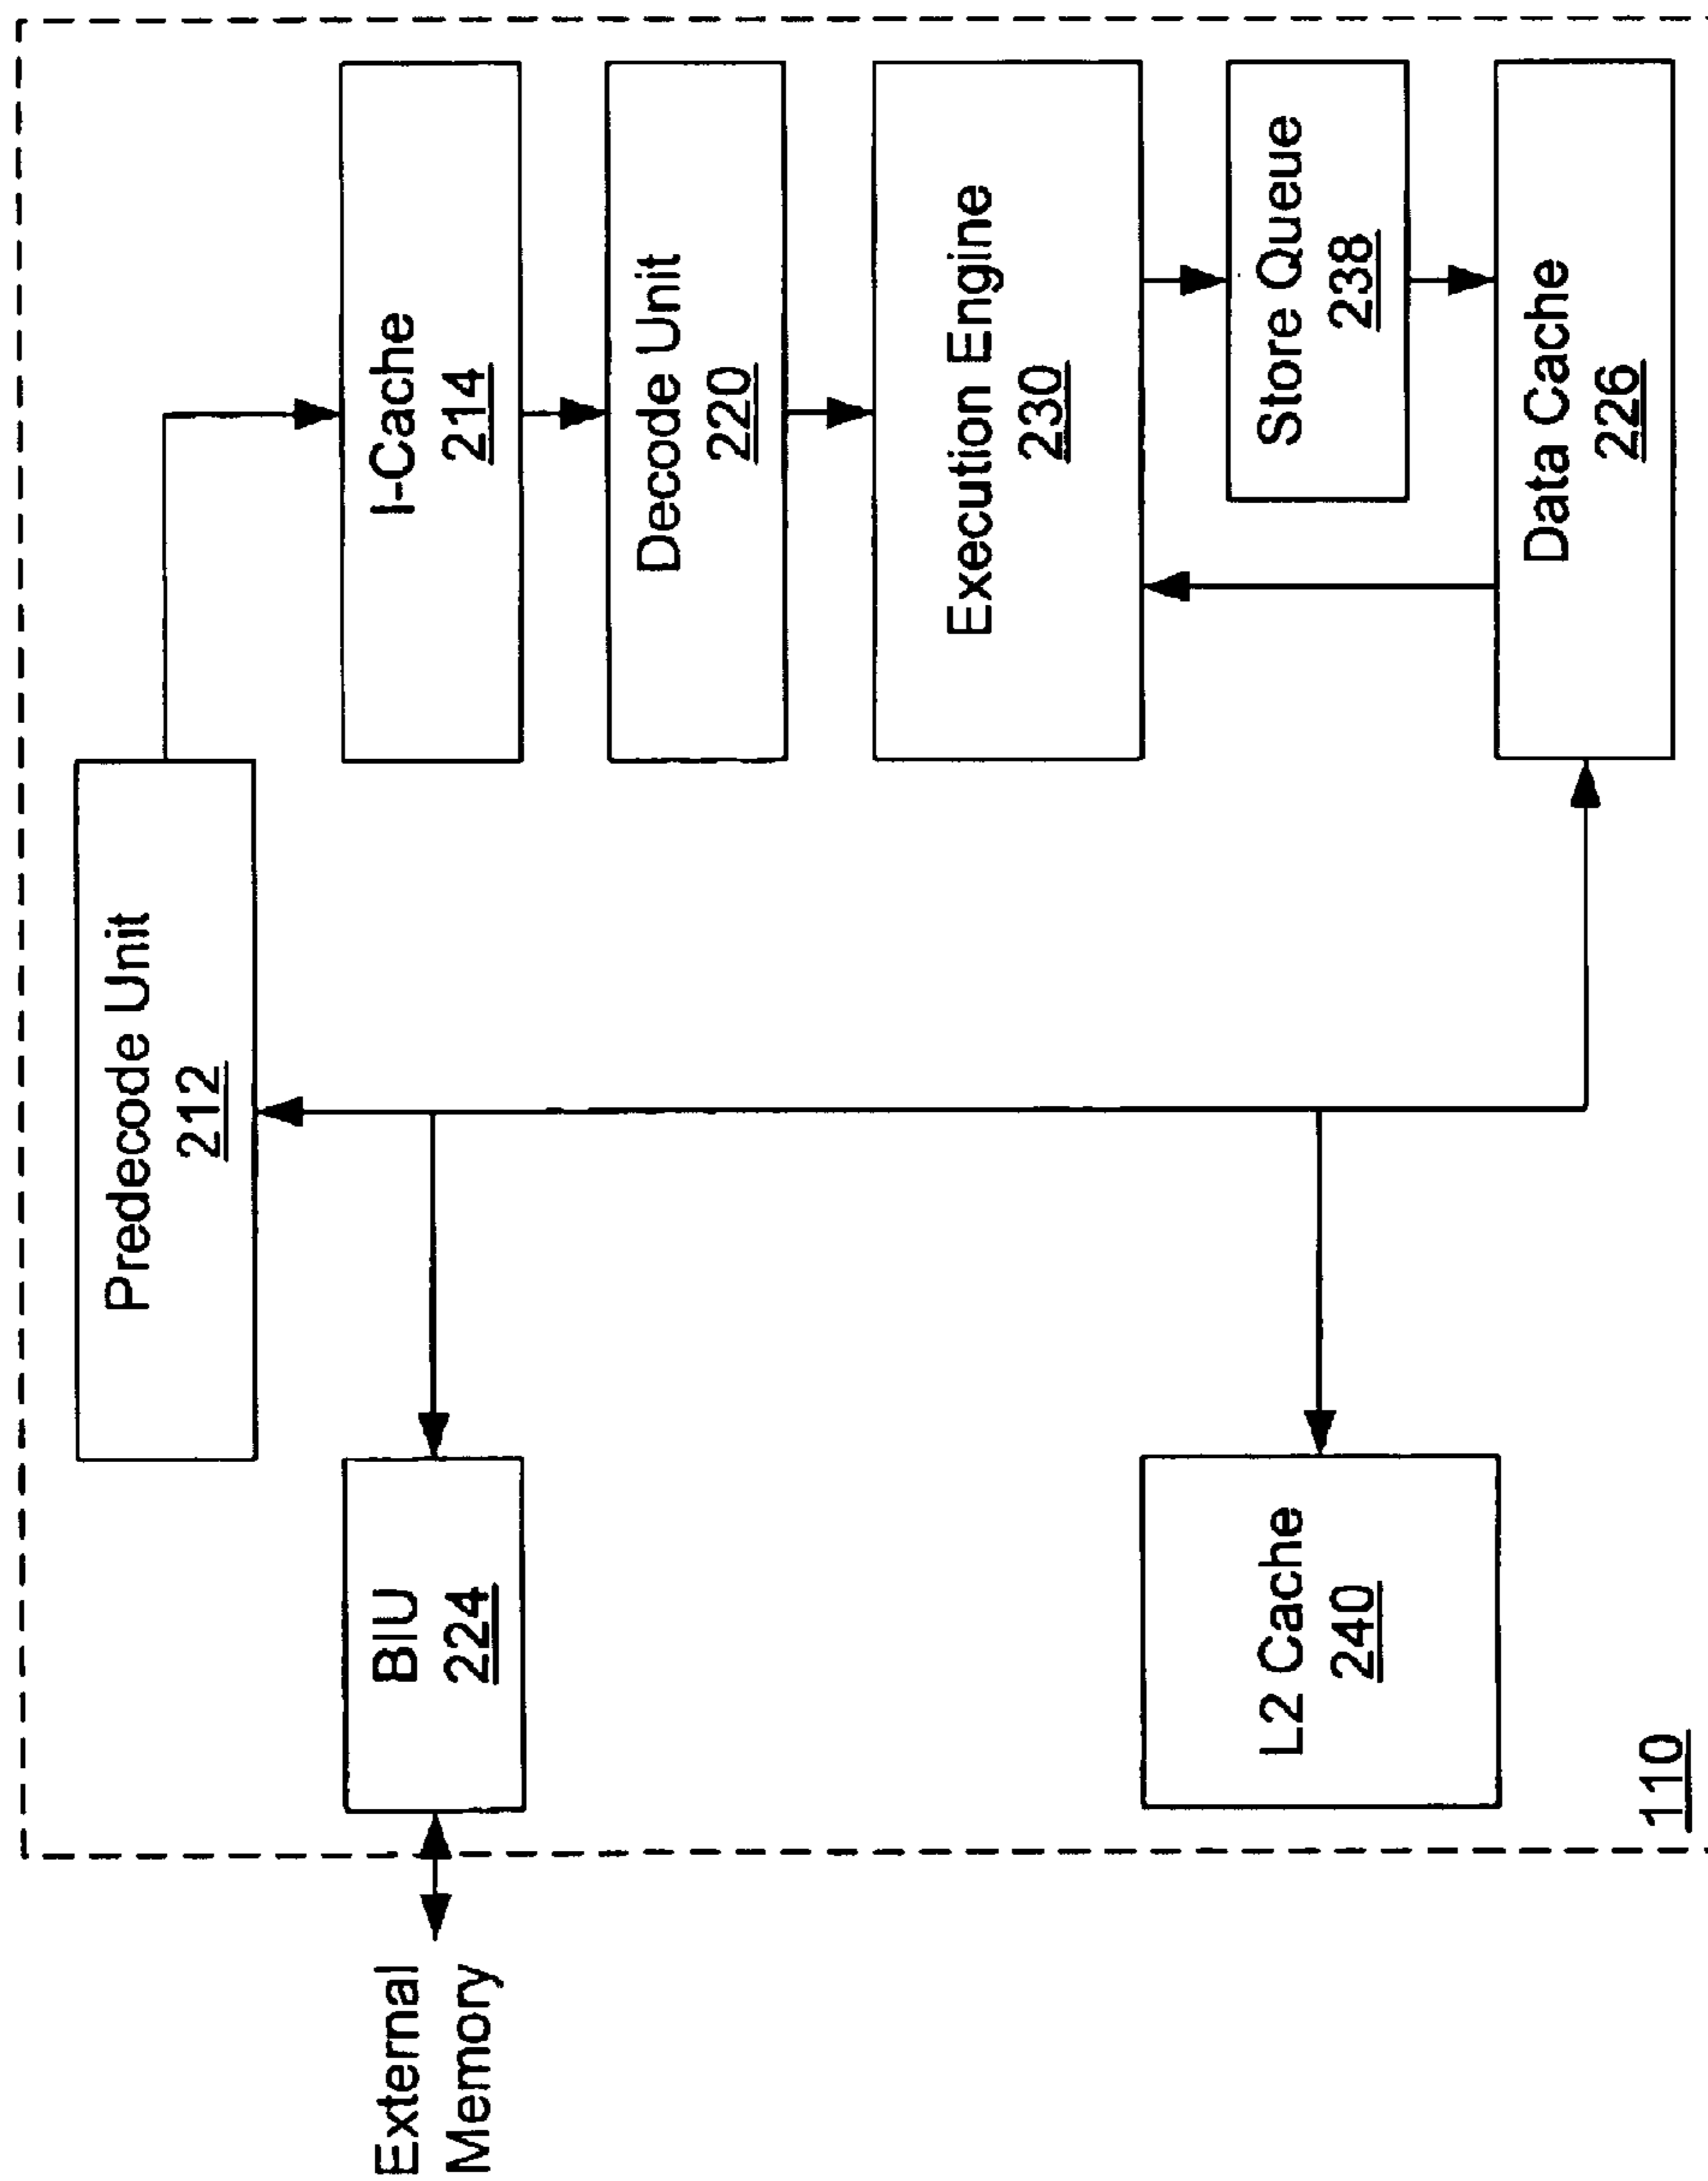 Predecode Unit
212
I-Cache
214
BIU
224
External
Memory
Decode Unit
220
Execution Engine
230
Store Queue
238
L2 Cache
240
Data Cache
226
110